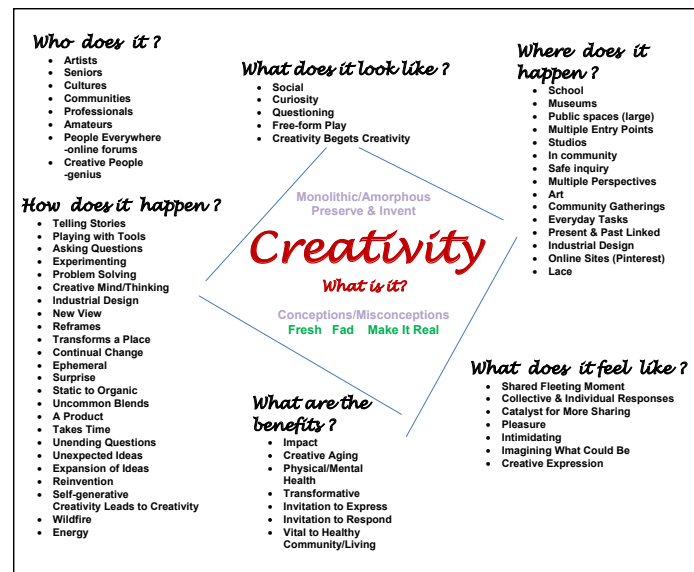 Who does it ?
• Artists
• Seniors
• Cultures
• Communities
• Professionals
• Amateurs
• People Everywhere
-online forums
• Creative People
-genius
What does it look like ?
• Social
• Curiosity
• Questioning
• Free-form Play
• Creativity Begets Creativity
Where does it
happen ?
• School
• Museums
• Public spaces (large)
• Multiple Entry Points
• Studios
• In community
• Safe inquiry
• Multiple Perspectives
• Art
• Community Gatherings
• Everyday Tasks
• Present & Past Linked
• Industrial Design
• Online Sites (Pinterest)
• Lace
How does it happen ?
• Telling Stories
• Playing with Tools
• Asking Questions
• Experimenting
• Problem Solving
• Creative Mind/Thinking
• Industrial Design
• New View
• Reframes
• Transforms a Place
• Continual Change
• Ephemeral
• Surprise
• Static to Organic
• Uncommon Blends
• A Product
• Takes Time
• Unending Questions
• Unexpected Ideas
• Expansion of Ideas
• Reinvention
• Self-generative
Creativity Leads to Creativity
• Wildfire
• Energy
Monolithic/Amorphous
Preserve & Invent
Creativity
What is it?
Conceptions/Misconceptions
Fresh Fad Make It Real
What are the
benefits ?
• Impact
• Creative Aging
• Physical/Mental
Health
• Transformative
• Invitation to Express
• Invitation to Respond
• Vital to Healthy
Community/Living
What does it feel like ?
• Shared Fleeting Moment
• Collective & Individual Responses
• Catalyst for More Sharing
• Pleasure
• Intimidating
• Imagining What Could Be
• Creative Expression